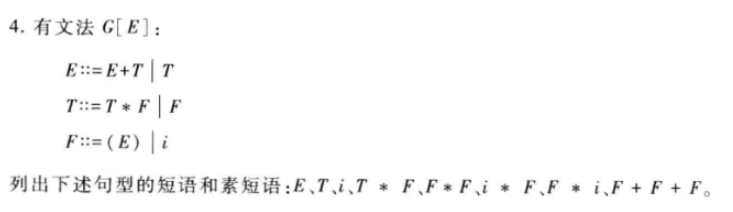 4. 有文法 G[E]:
E::=E+T | T
T::=T * F | F
F::=(E) | i
列出下述句型的短语和素短语:E、T、i、T * F、F*F、i * F、F * i、F + F + F。